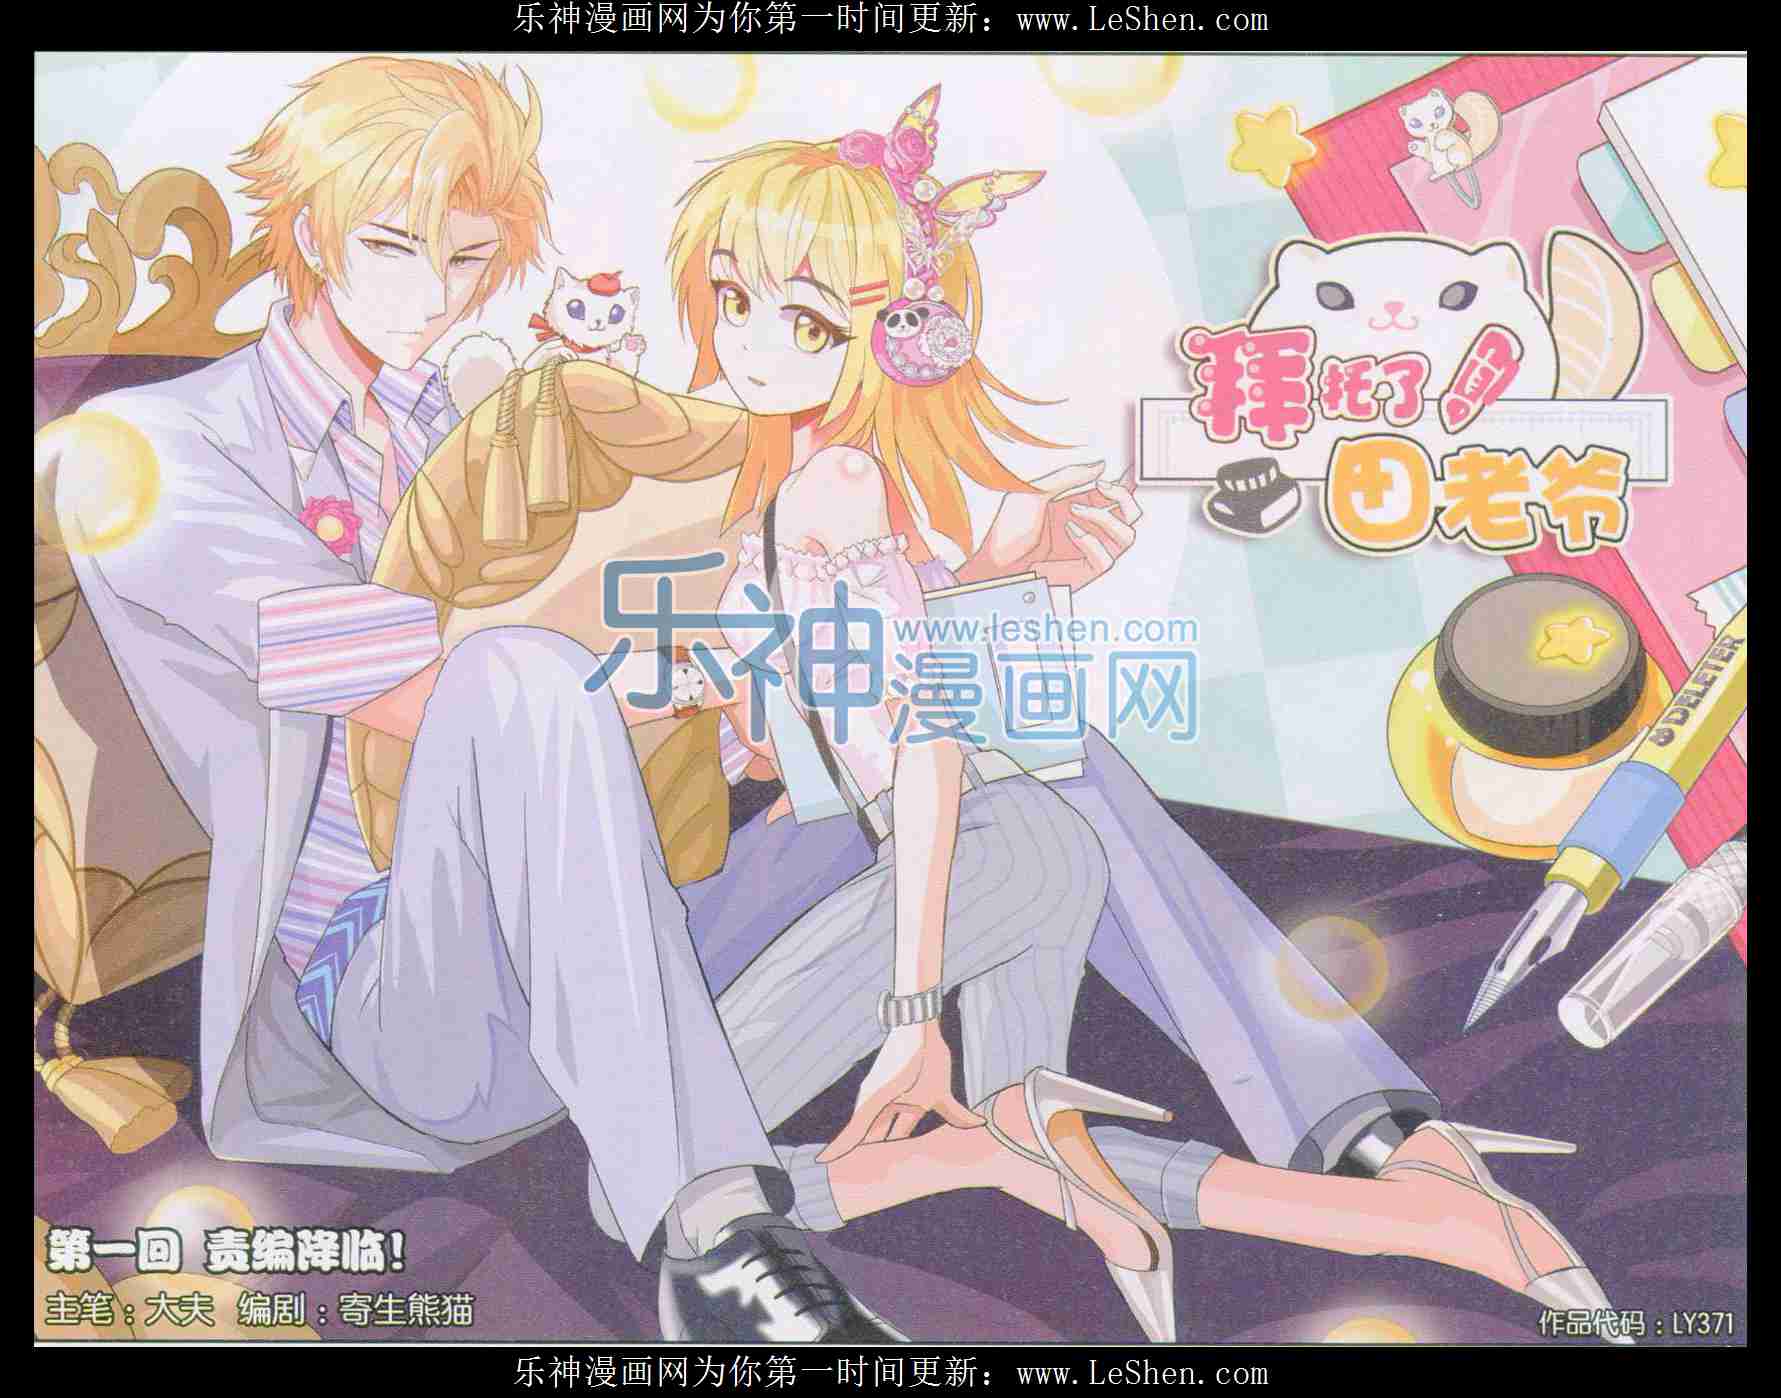 乐神漫画网为你第一时间更新：www.LeShen.com
拜托了！
田老爷
乐神漫画网
www.leshen.com
DELETER
第一回 责编降临！
主笔：大夫 编剧：寄生熊猫
作品代码：LY371
乐神漫画网为你第一时间更新：www.LeShen.com